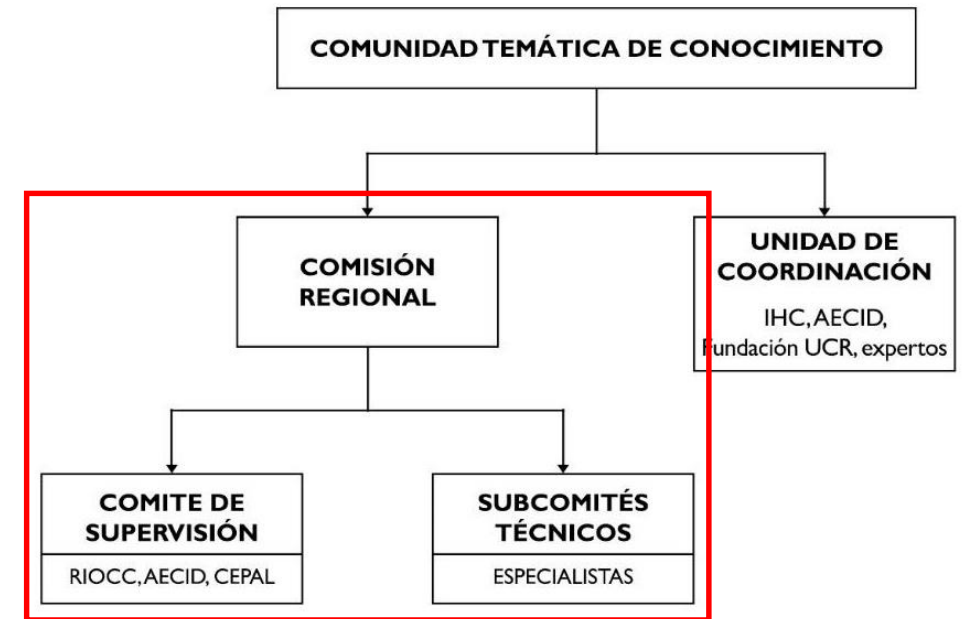 COMUNIDAD TEMÁTICA DE CONOCIMIENTO
COMISIÓN
REGIONAL
UNIDAD DE
COORDINACIÓN
IHC, AECID,
Fundación UCR, expertos
COMITE DE
SUPERVISIÓN
RIOCC, AECID, CEPAL
SUBCOMITÉS
TÉCNICOS
ESPECIALISTAS